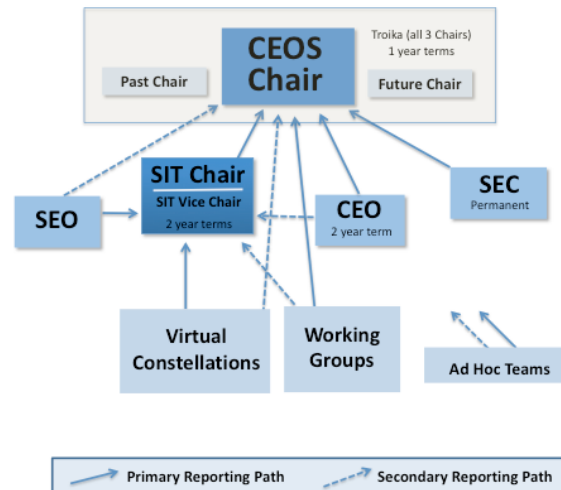 CEOS
Chair
Troika (all 3 Chairs)
1 year terms
Past Chair
Future Chair
SIT Chair
SIT Vice Chair
2 year terms
SEO
CEO
2 year term
SEC
Permanent
Virtual
Constellations
Working
Groups
Ad Hoc Teams
Primary Reporting Path
Secondary Reporting Path